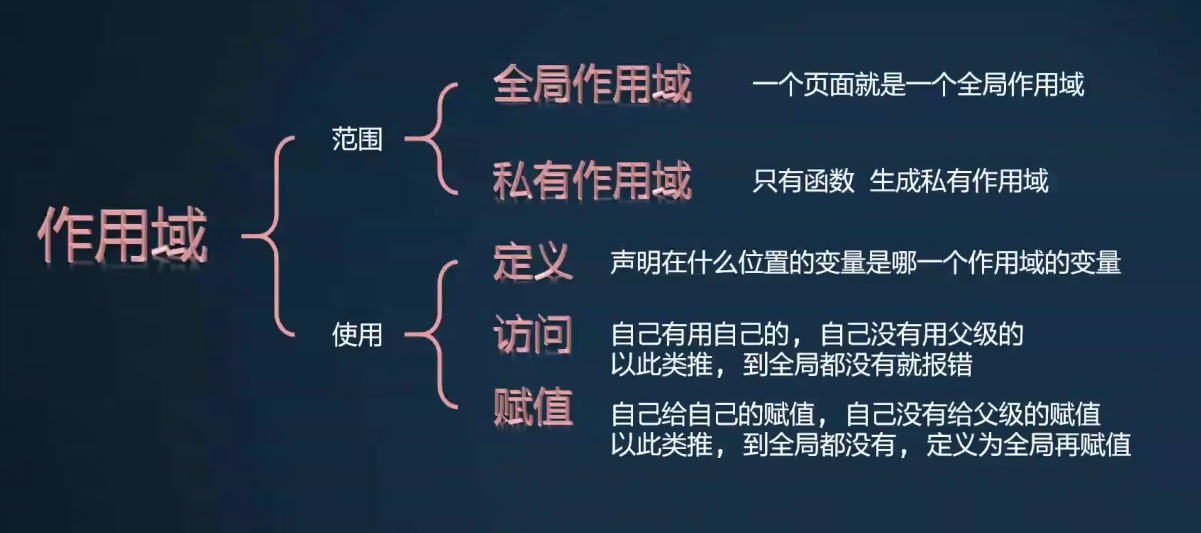 作用域
范围
全局作用域
一个页面就是一个全局作用域
私有作用域
只有函数 生成私有作用域
使用
定义
声明在什么位置的变量是哪一个作用域的变量
访问
自己有用自己的，自己没有用父级的
以此类推，到全局都没有就报错
赋值
自己给自己的赋值，自己没有给父级的赋值
以此类推，到全局都没有，定义为全局再赋值